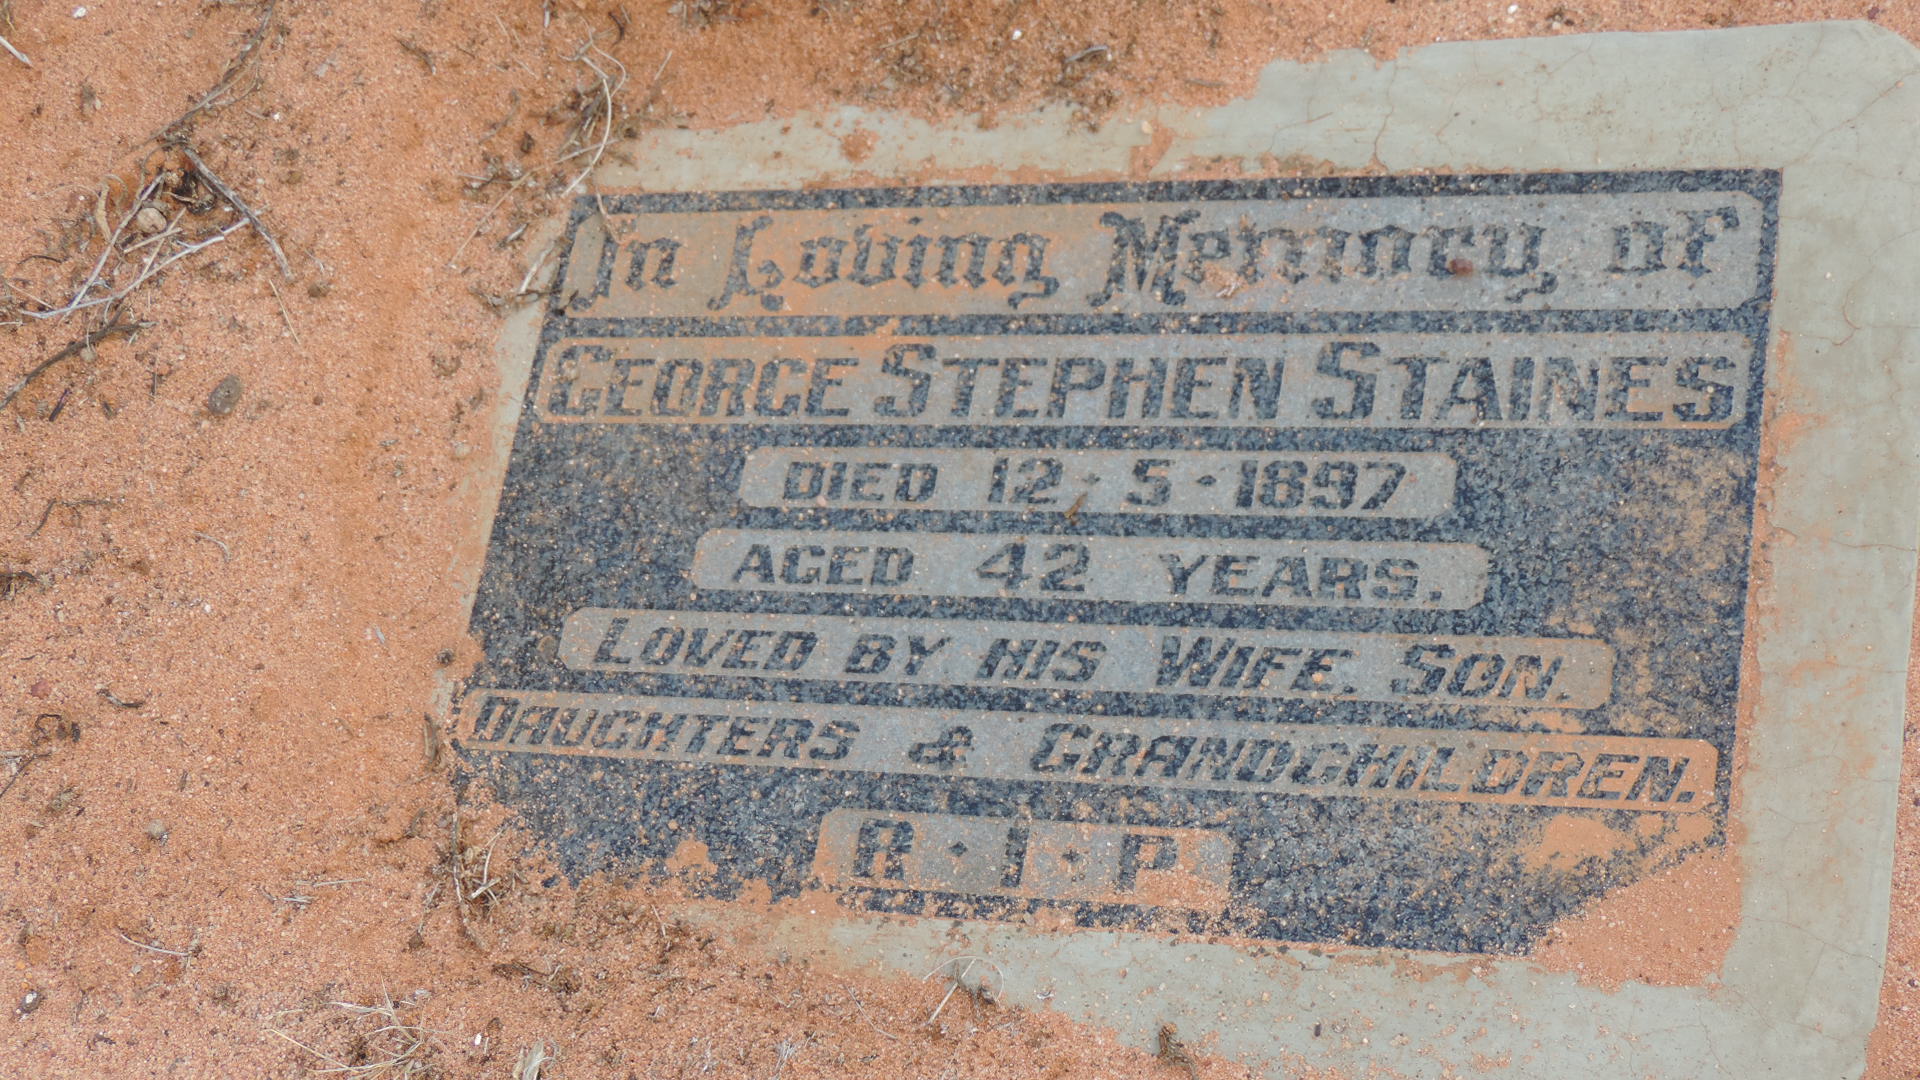 In Loving Memory of
GEORGE STEPHEN STAINES
DIED 12·5·1897
AGED 42 YEARS.
LOVED BY HIS WIFE, SON,
DAUGHTERS & GRANDCHILDREN.
R·I·P